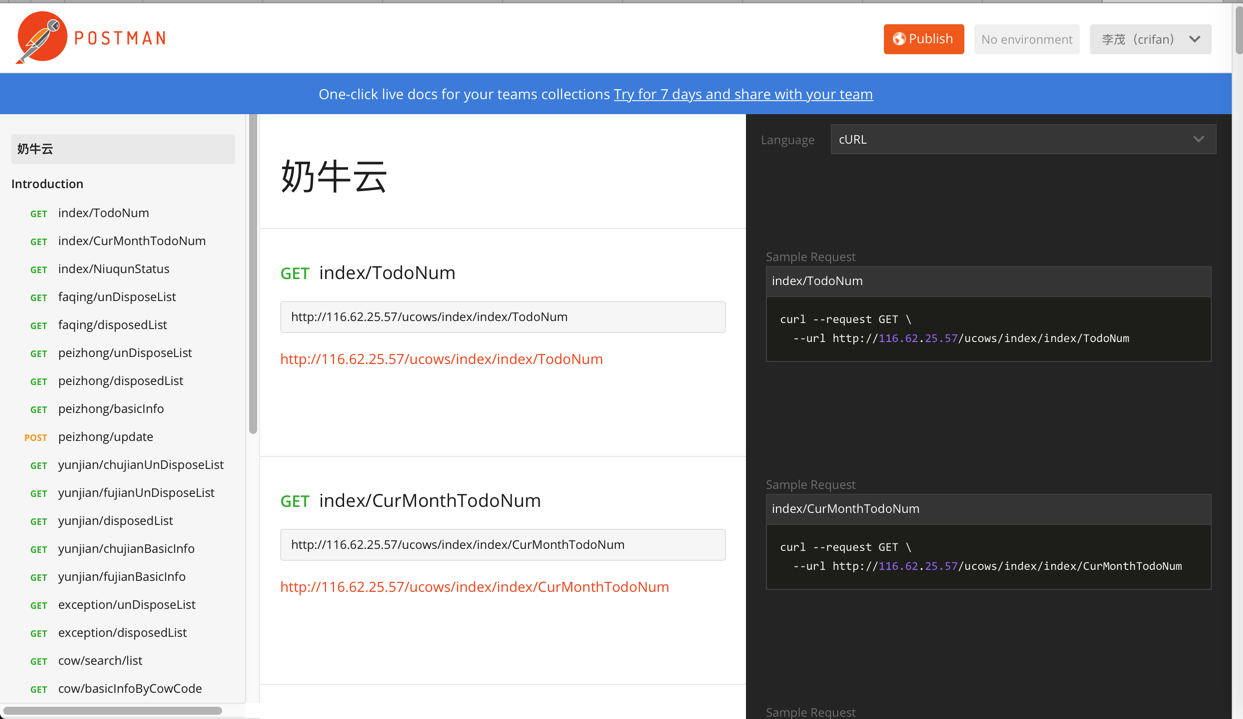 POSTMAN
Publish
No environment
李茂（crifan）
One-click live docs for your teams collections Try for 7 days and share with your team
奶牛云
Introduction
GET index/TodoNum
GET index/CurMonthTodoNum
GET index/NiuqunStatus
GET faqing/unDisposeList
GET faqing/disposedList
GET peizhong/unDisposeList
GET peizhong/disposedList
GET peizhong/basicInfo
POST peizhong/update
GET yunjian/chujianUnDisposeList
GET yunjian/fujianUnDisposeList
GET yunjian/disposedList
GET yunjian/chujianBasicInfo
GET yunjian/fujianBasicInfo
GET exception/unDisposeList
GET exception/disposedList
GET cow/search/list
GET cow/basicInfoByCowCode
奶牛云
GET index/TodoNum
http://116.62.25.57/ucows/index/index/TodoNum
http://116.62.25.57/ucows/index/index/TodoNum
GET index/CurMonthTodoNum
http://116.62.25.57/ucows/index/index/CurMonthTodoNum
http://116.62.25.57/ucows/index/index/CurMonthTodoNum
Language cURL
Sample Request
index/TodoNum
curl --request GET \
--url http://116.62.25.57/ucows/index/index/TodoNum
Sample Request
index/CurMonthTodoNum
curl --request GET \
--url http://116.62.25.57/ucows/index/index/CurMonthTodoNum
Sample Request